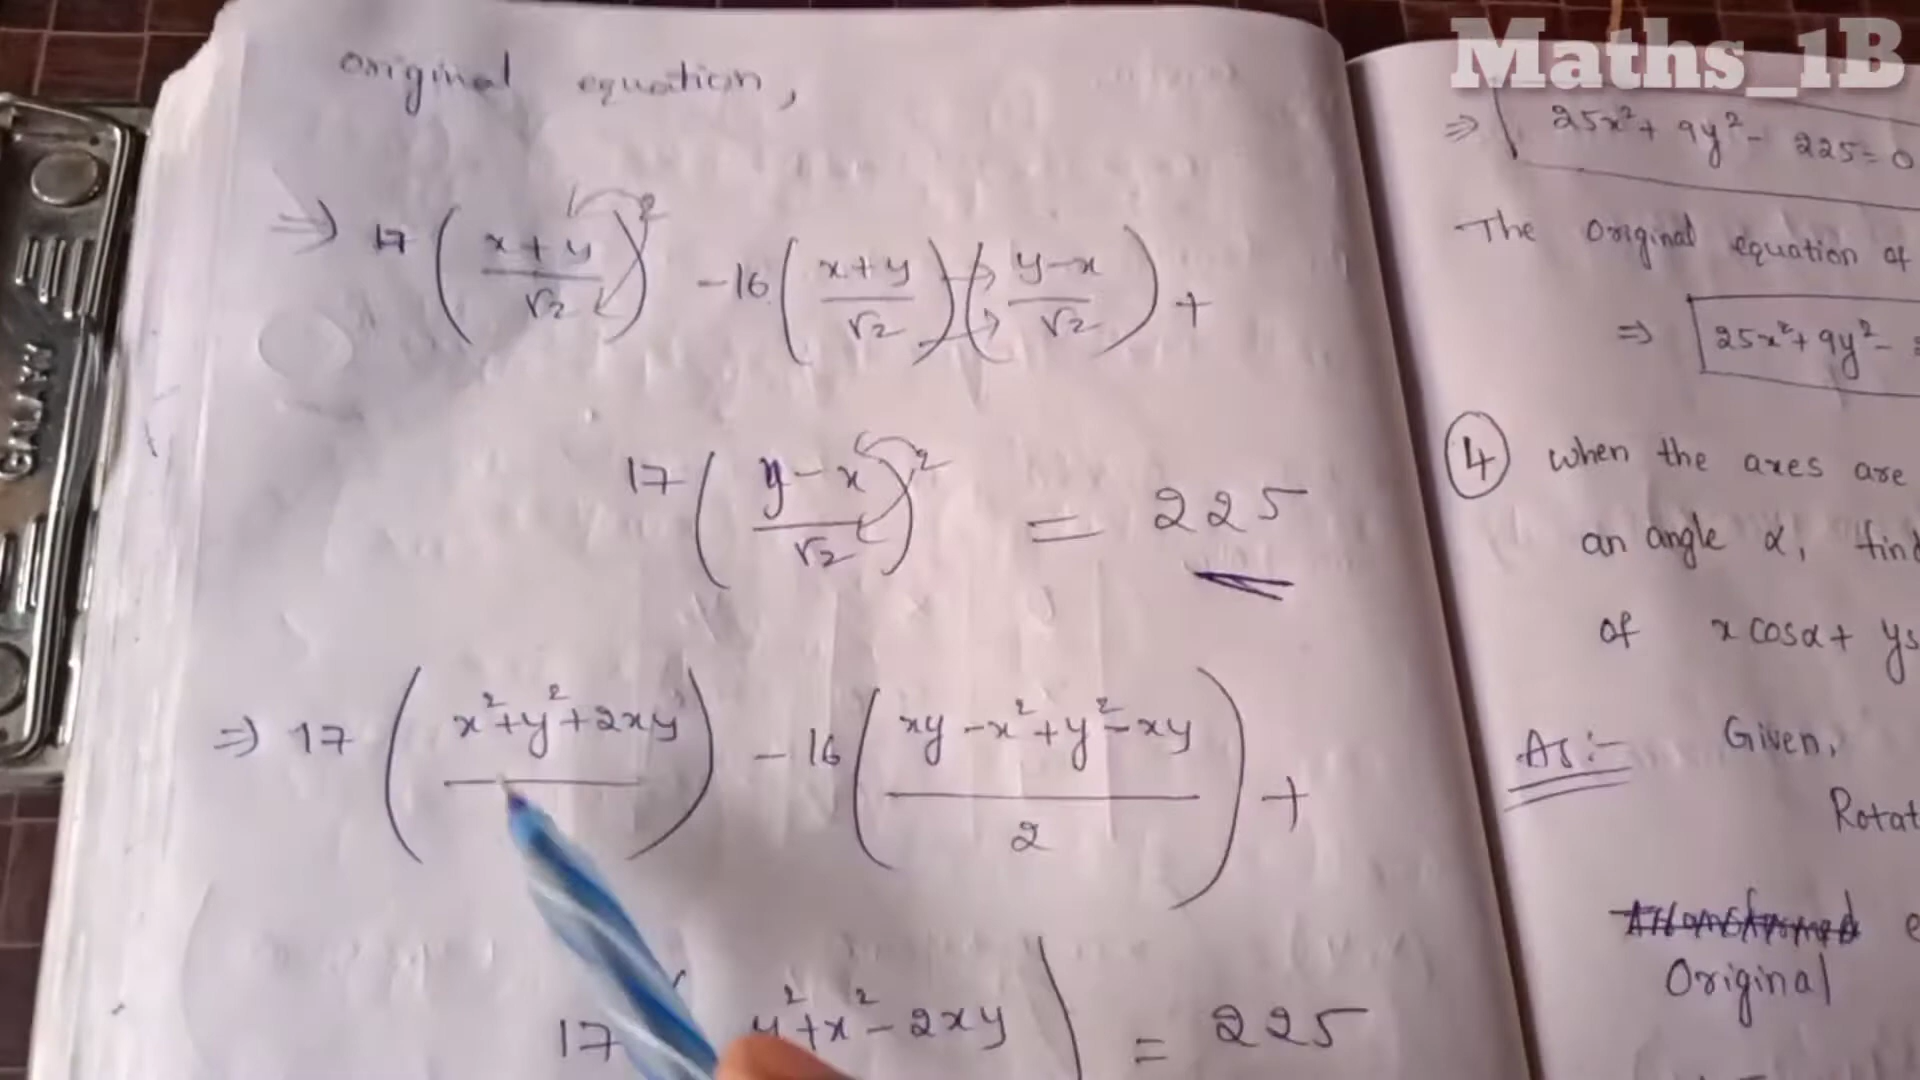 original equation,
⇒ 17 ( (x+y)/√2 )² -16 ( (x+y)/√2 ) ( (y-x)/√2 ) +
17 ( (y-x)/√2 )² = 225
⇒ 17 ( (x²+y²+2xy)/ ) - 16 ( (xy-x²+y²-xy)/2 ) +
17 y²+x²-2xy ) = 225
Maths_1B
⇒ 25x²+ 9y²- 225=0
The original equation of
⇒ 25x²+ 9y²-
4 when the axes are
an angle α, find
of x cosα+ ys
As:- Given,
Rotat
Original